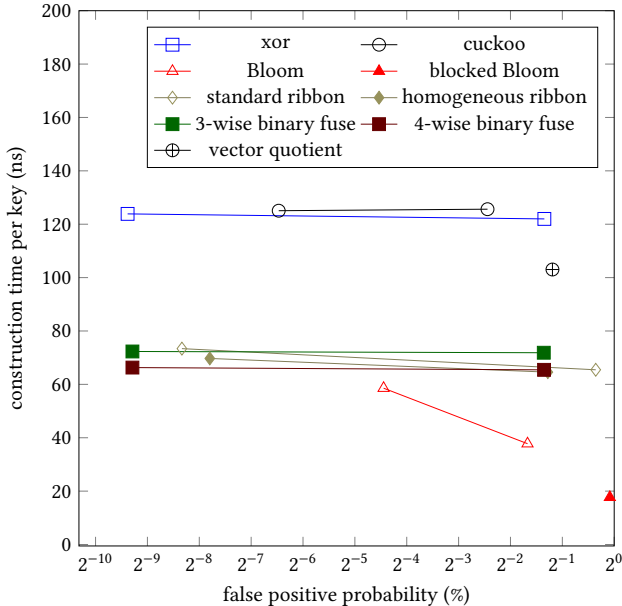 200
180
160
140
120
100
80
60
40
20
0
construction time per key (ns)
xor cuckoo
Bloom blocked Bloom
standard ribbon homogeneous ribbon
3-wise binary fuse 4-wise binary fuse
vector quotient
2⁻¹⁰ 2⁻⁹ 2⁻⁸ 2⁻⁷ 2⁻⁶ 2⁻⁵ 2⁻⁴ 2⁻³ 2⁻² 2⁻¹ 2⁰
false positive probability (%)